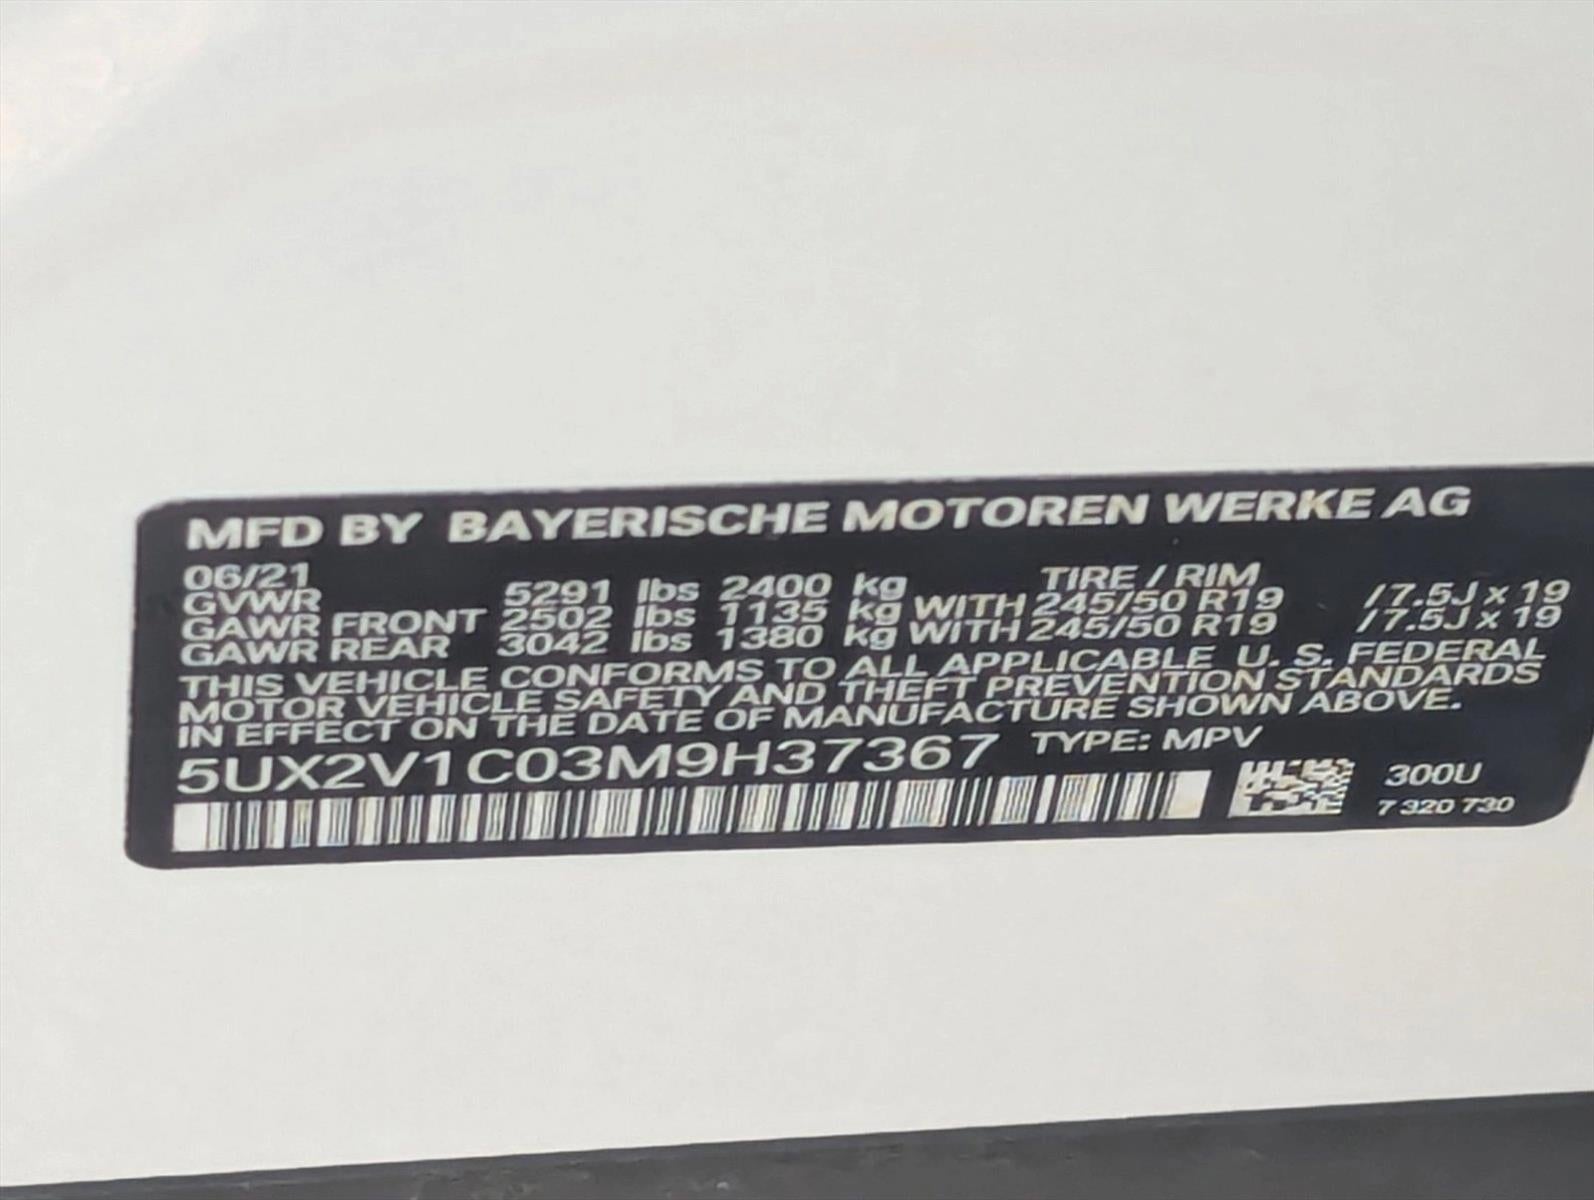 MFD BY BAYERISCHE MOTOREN WERKE AG
06/21 TIRE / RIM
GVWR 5291 lbs 2400 kg
GAWR FRONT 2502 lbs 1135 kg WITH 245/50 R19 /7.5J x 19
GAWR REAR 3042 lbs 1380 kg WITH 245/50 R19 /7.5J x 19
THIS VEHICLE CONFORMS TO ALL APPLICABLE U. S. FEDERAL
MOTOR VEHICLE SAFETY AND THEFT PREVENTION STANDARDS
IN EFFECT ON THE DATE OF MANUFACTURE SHOWN ABOVE.
5UX2V1C03M9H37367 TYPE: MPV
300U
7 320 730